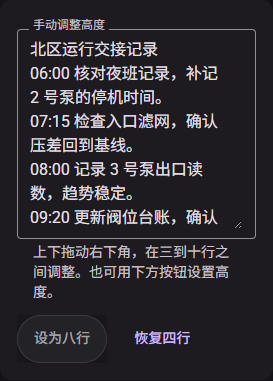 手动调整高度
北区运行交接记录
06:00 核对夜班记录，补记
2 号泵的停机时间。
07:15 检查入口滤网，确认
压差回到基线。
08:00 记录 3 号泵出口读
数，趋势稳定。
09:20 更新阀位台账，确认
上下拖动右下角，在三到十行之
间调整。也可用下方按钮设置高
度。
设为八行
恢复四行